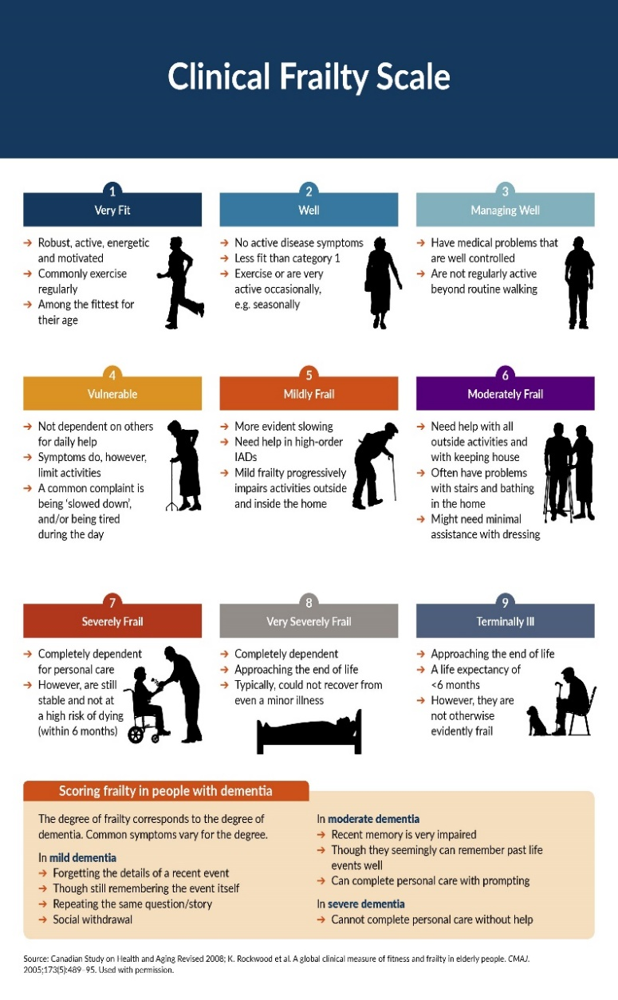 Clinical Frailty Scale
1
Very Fit
→ Robust, active, energetic
and motivated
→ Commonly exercise
regularly
→ Among the fittest for
their age
2
Well
→ No active disease symptoms
→ Less fit than category 1
→ Exercise or are very
active occasionally,
e.g. seasonally
3
Managing Well
→ Have medical problems that
are well controlled
→ Are not regularly active
beyond routine walking
4
Vulnerable
→ Not dependent on others
for daily help
→ Symptoms do, however,
limit activities
→ A common complaint is
being ‘slowed down’,
and/or being tired
during the day
5
Mildly Frail
→ More evident slowing
→ Need help in high-order
IADs
→ Mild frailty progressively
impairs activities outside
and inside the home
6
Moderately Frail
→ Need help with all
outside activities and
with keeping house
→ Often have problems
with stairs and bathing
in the home
→ Might need minimal
assistance with dressing
7
Severely Frail
→ Completely dependent
for personal care
→ However, are still
stable and not at
a high risk of dying
(within 6 months)
8
Very Severely Frail
→ Completely dependent
→ Approaching the end of life
→ Typically, could not recover from
even a minor illness
9
Terminally Ill
→ Approaching the end of life
→ A life expectancy of
<6 months
→ However, they are
not otherwise
evidently frail
Scoring frailty in people with dementia
The degree of frailty corresponds to the degree of
dementia. Common symptoms vary for the degree.
In mild dementia
→ Forgetting the details of a recent event
→ Though still remembering the event itself
→ Repeating the same question/story
→ Social withdrawal
In moderate dementia
→ Recent memory is very impaired
→ Though they seemingly can remember past life
events well
→ Can complete personal care with prompting
In severe dementia
→ Cannot complete personal care without help
Source: Canadian Study on Health and Aging Revised 2008; K. Rockwood et al. A global clinical measure of fitness and frailty in elderly people. CMAJ.
2005;173(5):489–95. Used with permission.